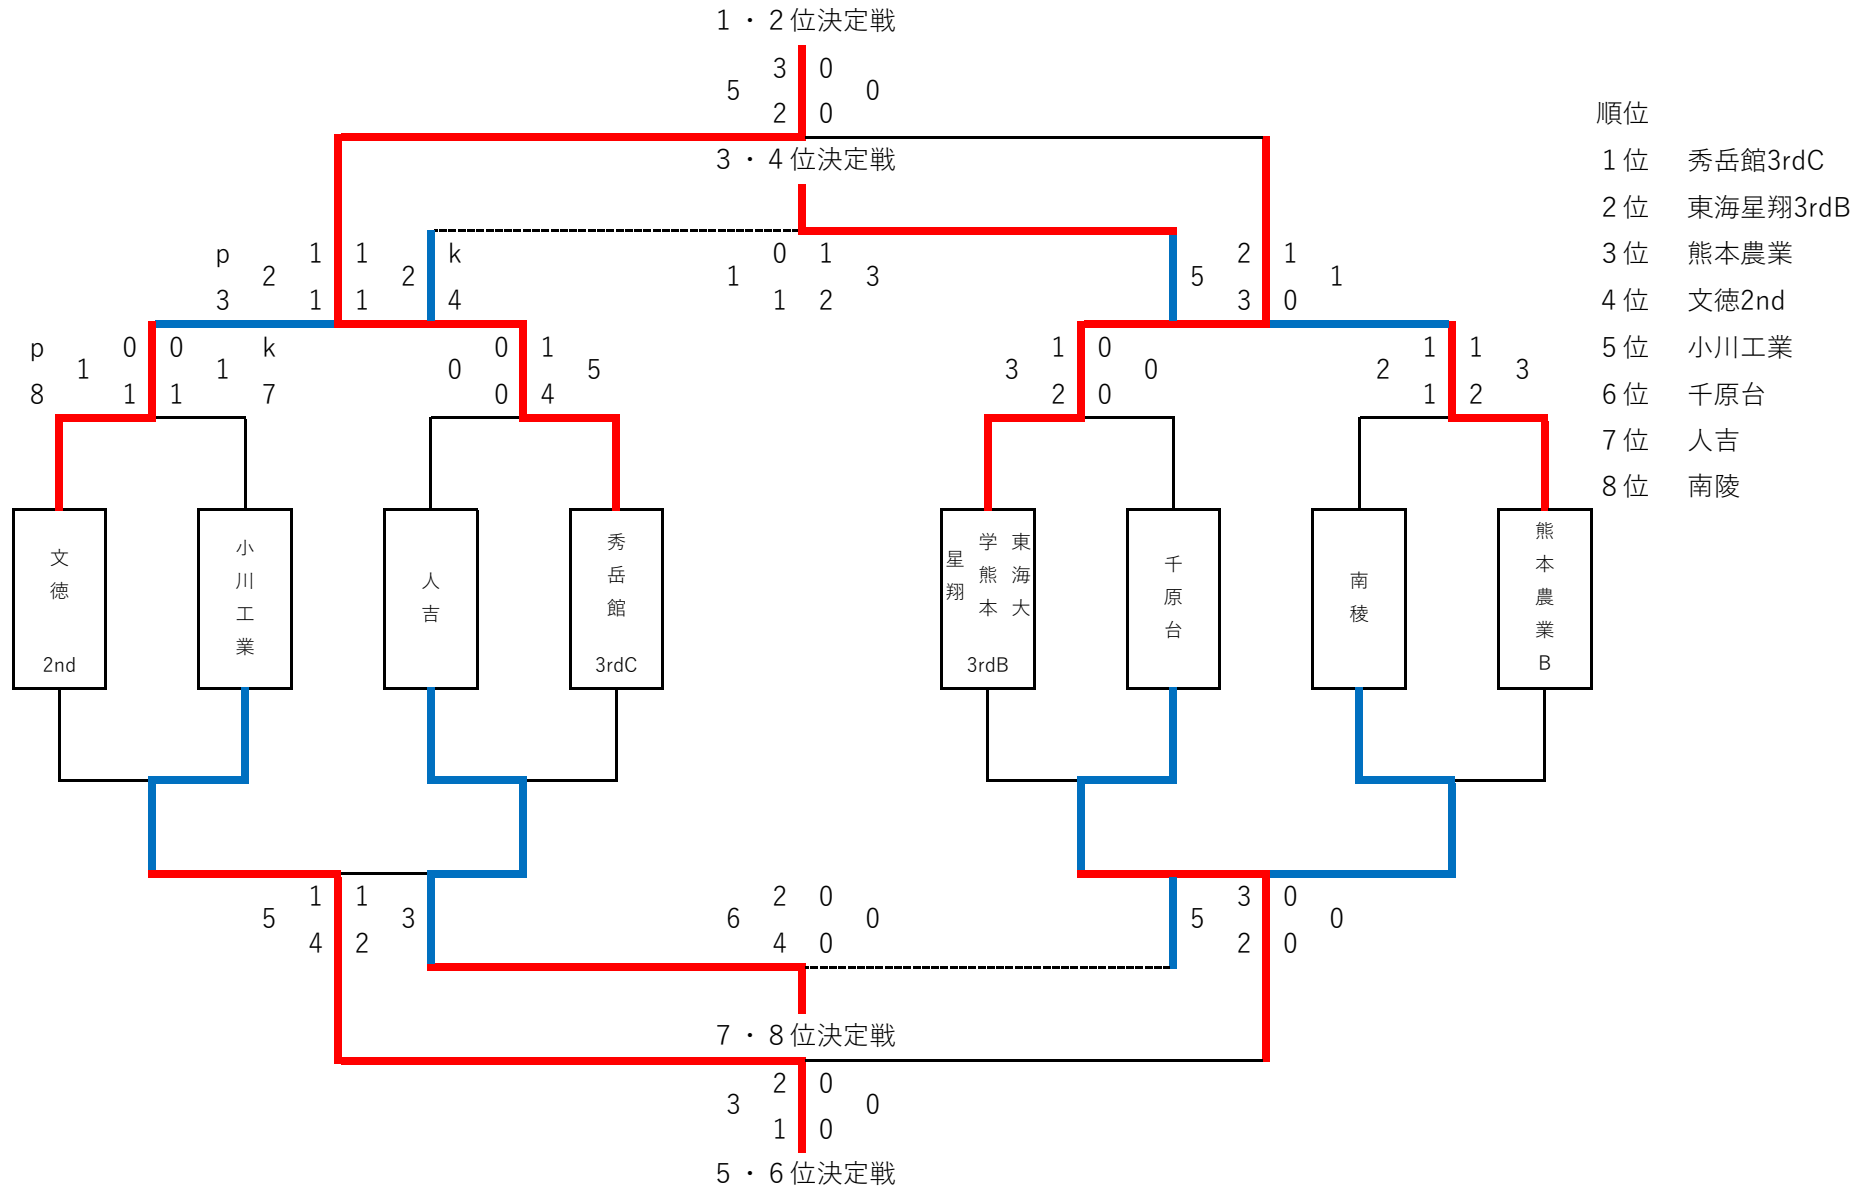 1・2位決定戦
3 0
5 0
2 0
順位
3・4位決定戦
1位 秀岳館3rdC
2位 東海星翔3rdB
3位 熊本農業
4位 文徳2nd
5位 小川工業
6位 千原台
7位 人吉
8位 南陵
p 1 1 k 0 1 2 1
2 2 1 3 5 1
3 1 1 4 1 2 3 0
p 0 0 k 0 1 1 0 1 1
1 1 0 5 3 0 2 3
8 1 1 7 0 4 2 0 1 2
文徳 2nd
小川工業
人吉
秀岳館 3rdC
東海大学熊本星翔 3rdB
千原台
南稜
熊本農業B
1 1 2 0 3 0
5 3 6 0 5 0
4 2 4 0 2 0
7・8位決定戦
2 0
3 0
1 0
5・6位決定戦